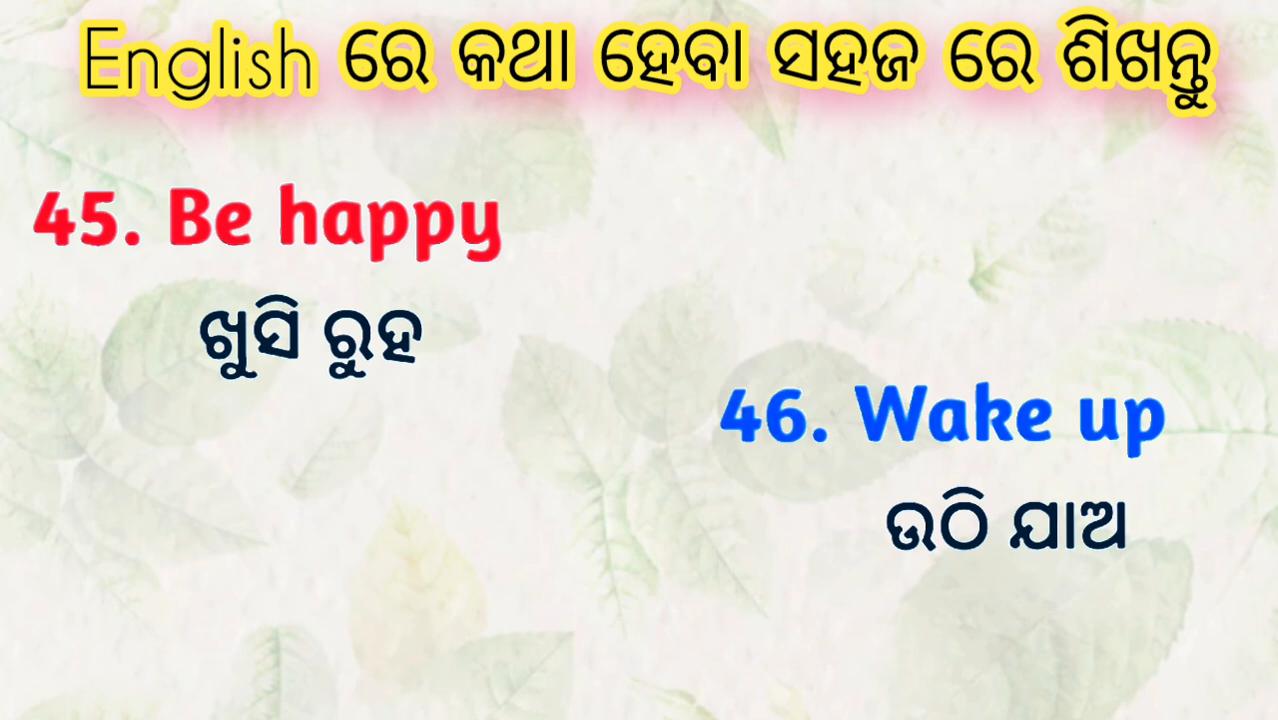 English ରେ କଥା ହେବା ସହଜ ରେ ଶିଖନ୍ତୁ
45. Be happy
ଖୁସି ରୁହ
46. Wake up
ଉଠି ଯାଅ